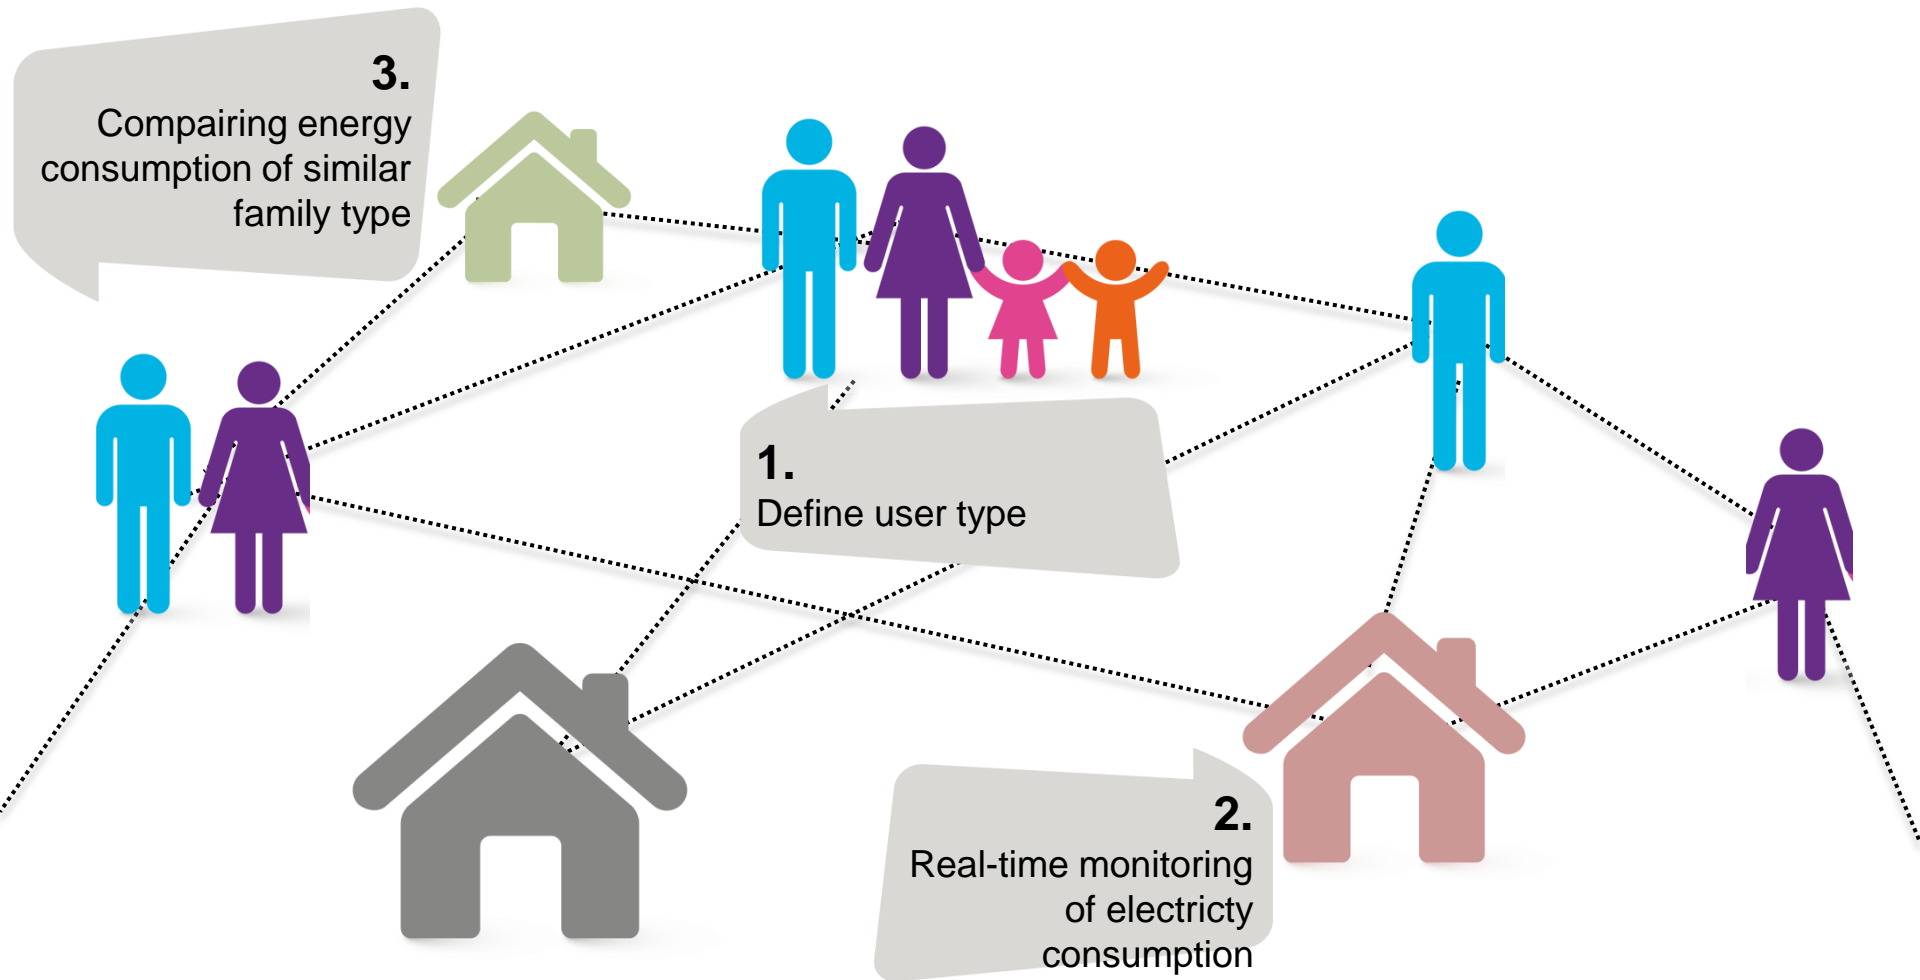 3.
Compairing energy
consumption of similar
family type
1.
Define user type
2.
Real-time monitoring
of electricty
consumption